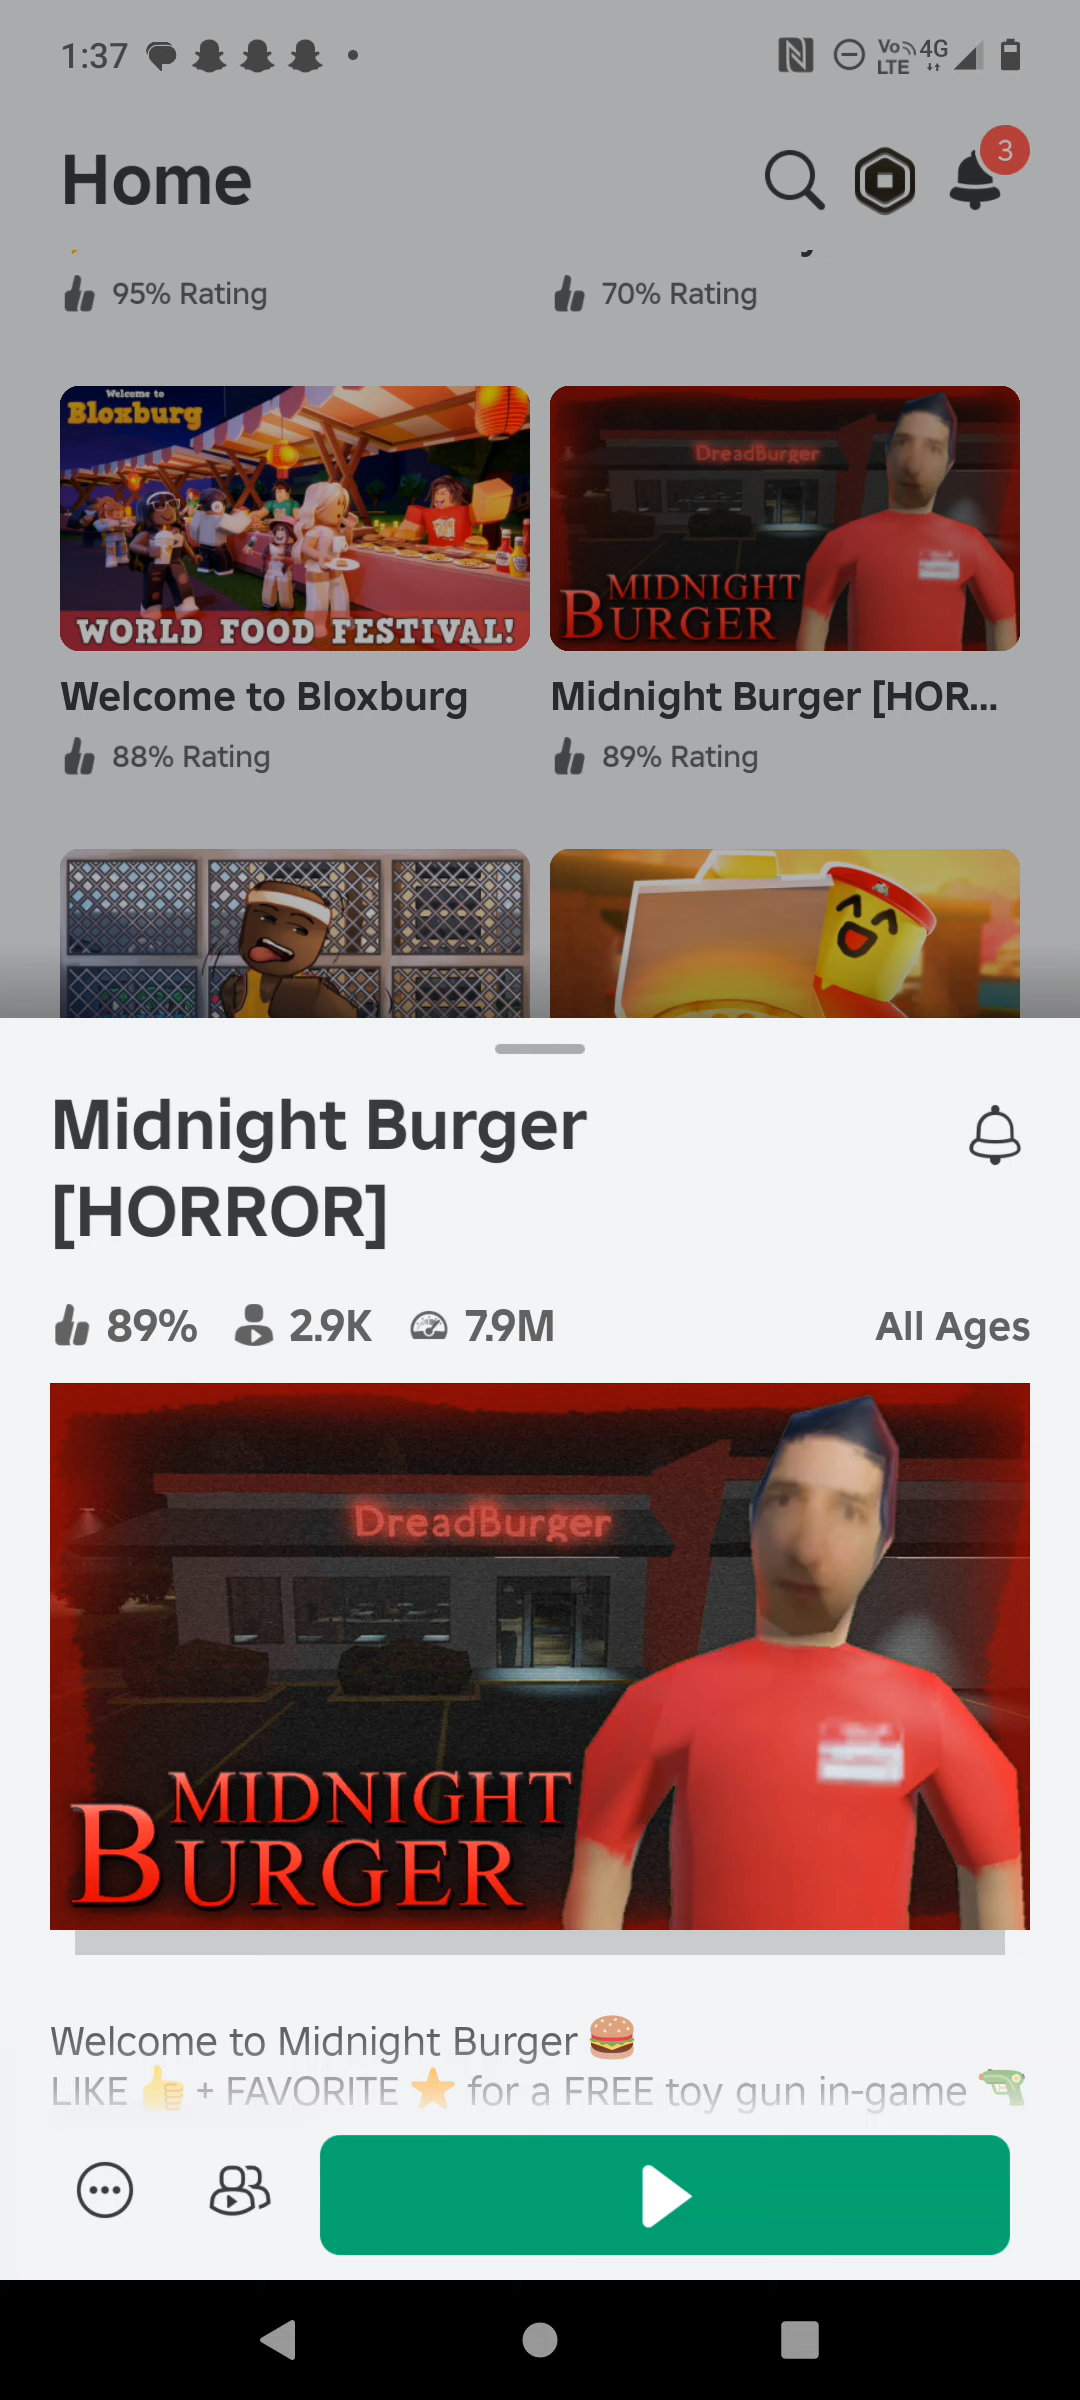 1:37
Vo LTE 4G
Home
3
95% Rating
70% Rating
Welcome to
Bloxburg
WORLD FOOD FESTIVAL!
DreadBurger
MIDNIGHT
BURGER
Welcome to Bloxburg
Midnight Burger [HOR...
88% Rating
89% Rating
Midnight Burger
[HORROR]
89%
2.9K
7.9M
All Ages
DreadBurger
MIDNIGHT
BURGER
Welcome to Midnight Burger 🍔
LIKE 👍 + FAVORITE ⭐ for a FREE toy gun in-game 🔫